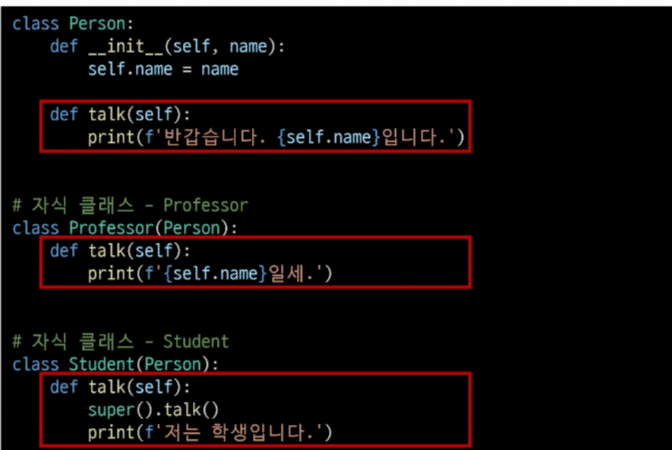 class Person:
    def __init__(self, name):
        self.name = name
    def talk(self):
        print(f'반갑습니다. {self.name}입니다.')
# 자식 클래스 - Professor
class Professor(Person):
    def talk(self):
        print(f'{self.name}일세.')
# 자식 클래스 - Student
class Student(Person):
    def talk(self):
        super().talk()
        print(f'저는 학생입니다.')